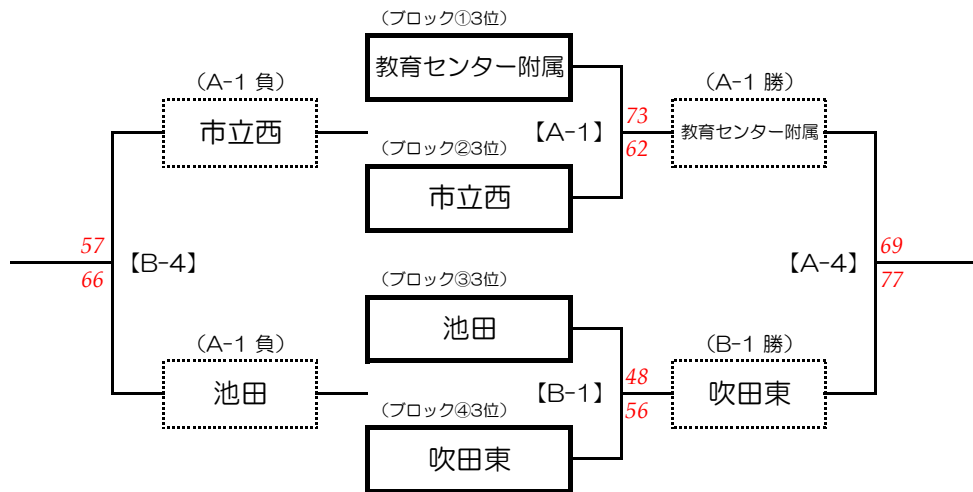 (ブロック①3位)
教育センター附属
(A-1 負)
(A-1 勝)
市立西
【A-1】
73
62
教育センター附属
(ブロック②3位)
市立西
57
66
【B-4】
【A-4】
69
77
(ブロック③3位)
池田
(A-1 負)
(B-1 勝)
池田
【B-1】
48
56
吹田東
(ブロック④3位)
吹田東